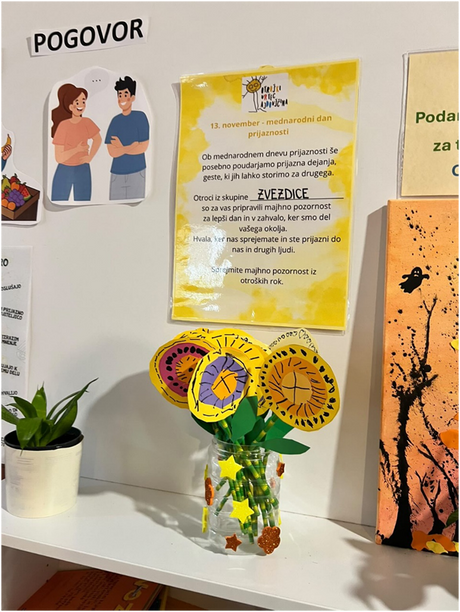 POGOVOR
13. november - mednarodni dan
prijaznosti
Ob mednarodnem dnevu prijaznosti še
posebno poudarjamo prijazna dejanja,
geste, ki jih lahko storimo za drugega.
Otroci iz skupine ZVEZDICE
so za vas pripravili majhno pozornost
za lepši dan in v zahvalo, ker smo del
vašega okolja.
Hvala, ker nas sprejemate in ste prijazni do
nas in drugih ljudi.
Sprejmite majhno pozornost iz
otroških rok.
Podar
za t